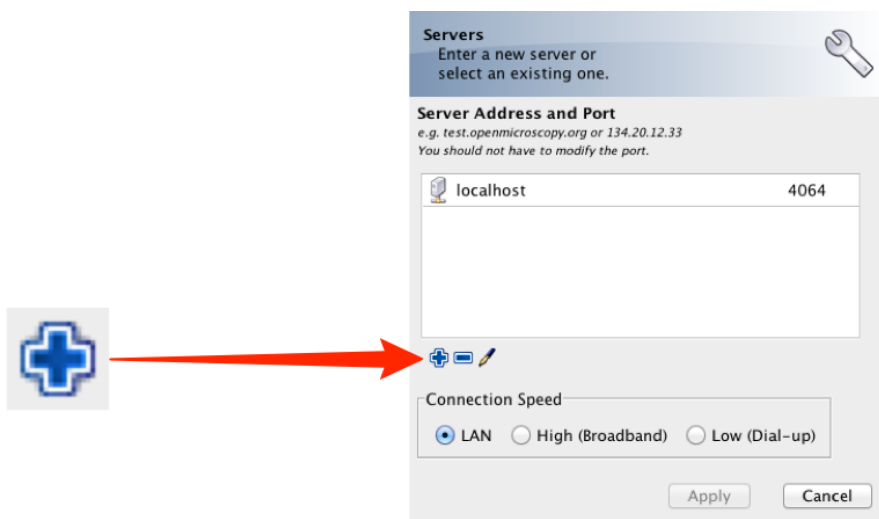 Servers
Enter a new server or
select an existing one.
Server Address and Port
e.g. test.openmicroscopy.org or 134.20.12.33
You should not have to modify the port.
localhost 4064
Connection Speed
LAN High (Broadband) Low (Dial-up)
Apply Cancel